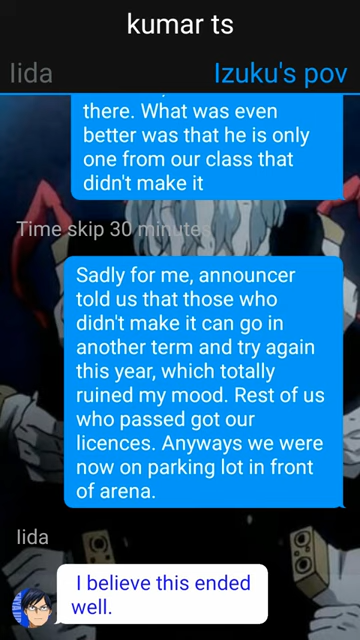 kumar ts
Iida
Izuku's pov
there. What was even
better was that he is only
one from our class that
didn't make it
Time skip 30 minutes
Sadly for me, announcer
told us that those who
didn't make it can go in
another term and try again
this year, which totally
ruined my mood. Rest of us
who passed got our
licences. Anyways we were
now on parking lot in front
of arena.
Iida
I believe this ended
well.